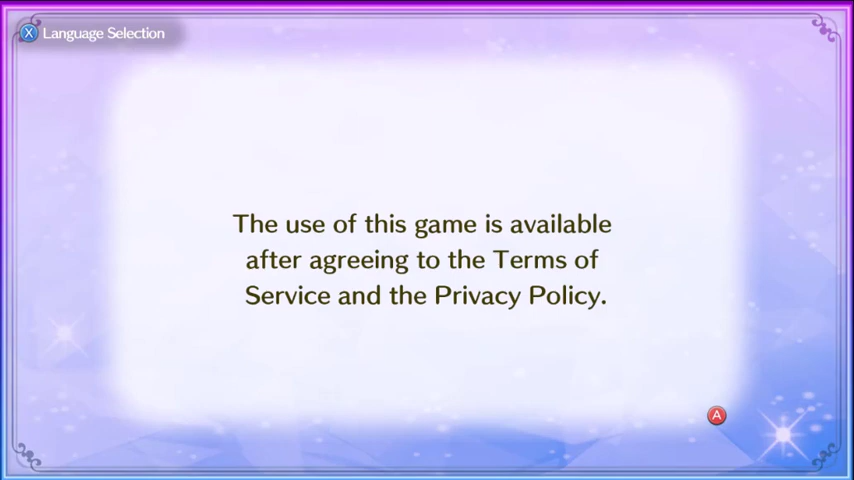 X Language Selection
The use of this game is available
after agreeing to the Terms of
Service and the Privacy Policy.
A